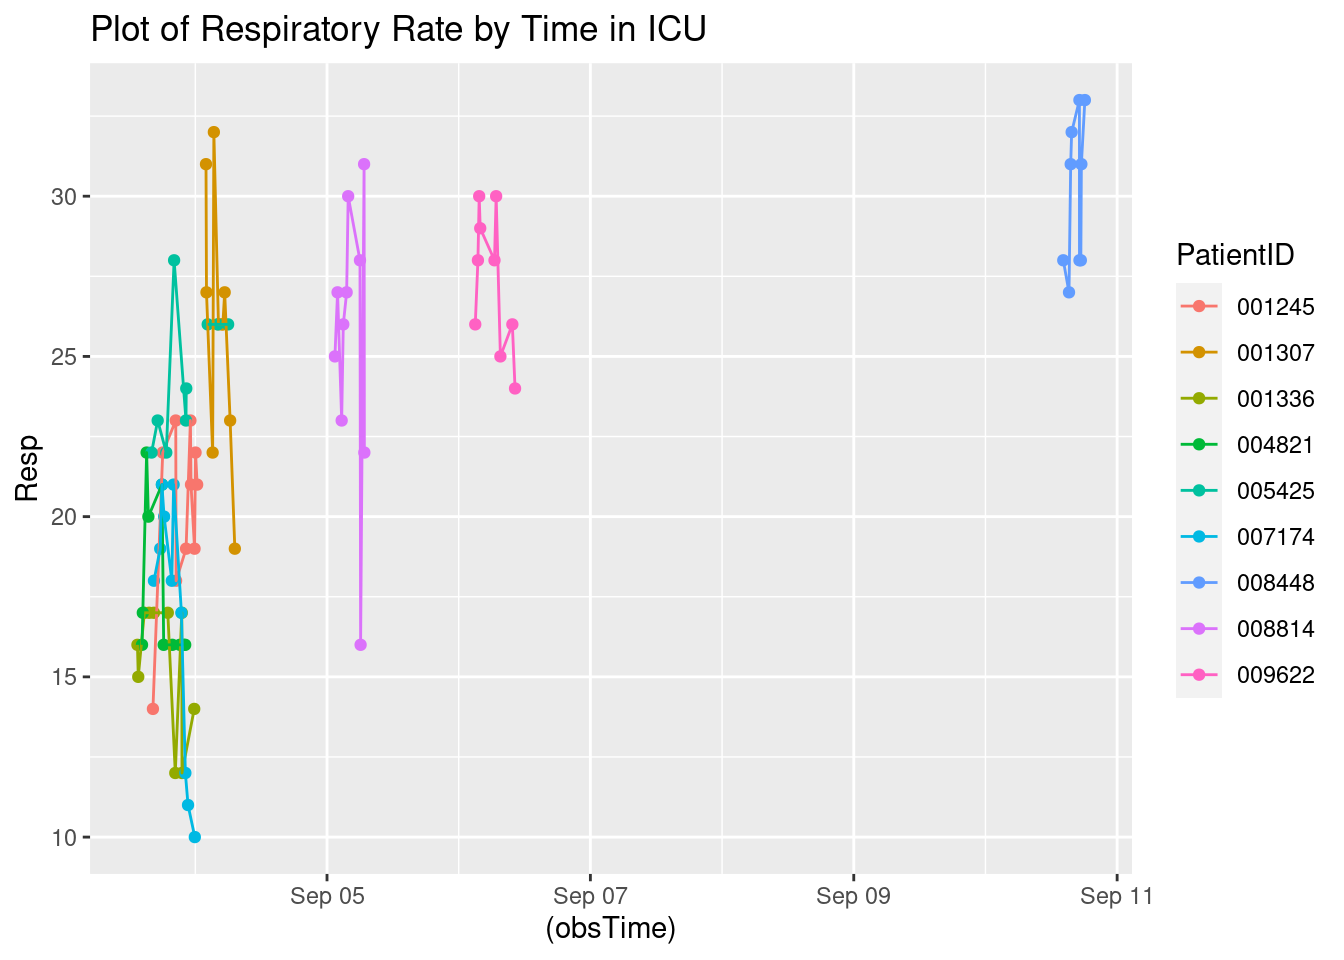 Plot of Respiratory Rate by Time in ICU
30
25
20
15
10
Resp
Sep 05
Sep 07
Sep 09
Sep 11
(obsTime)
PatientID
001245
001307
001336
004821
005425
007174
008448
008814
009622